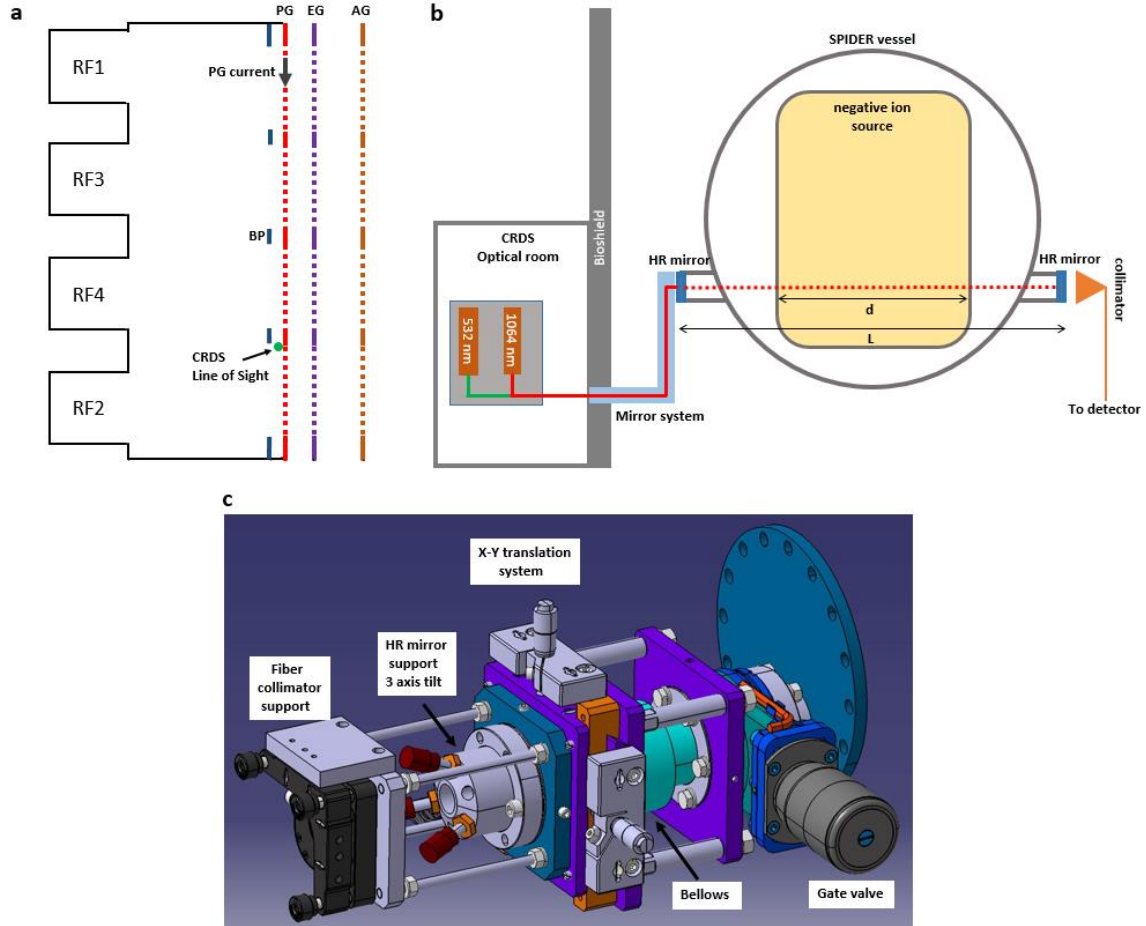 a
PG EG AG
RF1
PG current
RF3
BP
RF4
CRDS
Line of Sight
RF2
b
SPIDER vessel
negative ion
source
CRDS
Optical room
Bioshield
HR mirror
HR mirror
collimator
532 nm
1064 nm
d
L
Mirror system
To detector
c
X-Y translation
system
HR mirror
support
3 axis tilt
Fiber
collimator
support
Bellows
Gate valve